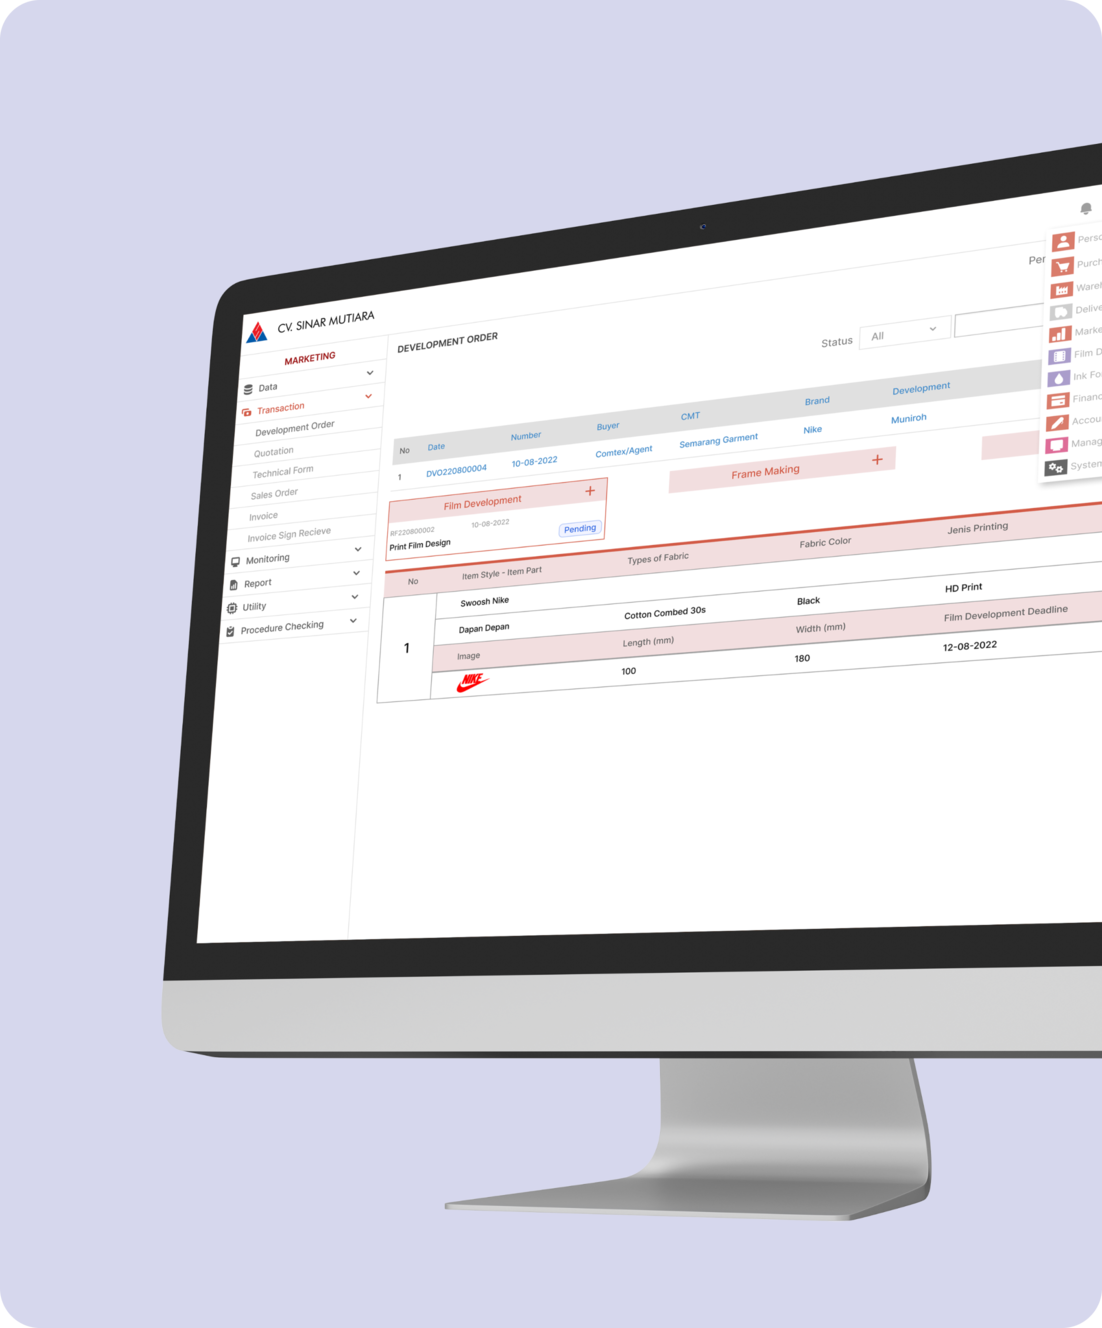 CV. SINAR MUTIARA
MARKETING
Data
Transaction
Development Order
Quotation
Technical Form
Sales Order
Invoice
Invoice Sign Recieve
Monitoring
Report
Utility
Procedure Checking
DEVELOPMENT ORDER
Status All
No Date Number Buyer CMT Brand Development
1 DVO220800004 10-08-2022 Comtex/Agent Semarang Garment Nike Muniroh
Film Development +
RF220800002 10-08-2022
Print Film Design Pending
Frame Making +
No Item Style - Item Part Types of Fabric Fabric Color Jenis Printing
1
Swoosh Nike
Dapan Depan Cotton Combed 30s Black HD Print
Image Length (mm) Width (mm) Film Development Deadline
NIKE 100 180 12-08-2022
Per
Perso
Purch
Wareh
Delive
Marke
Film D
Ink Fo
Financ
Accou
Manag
System